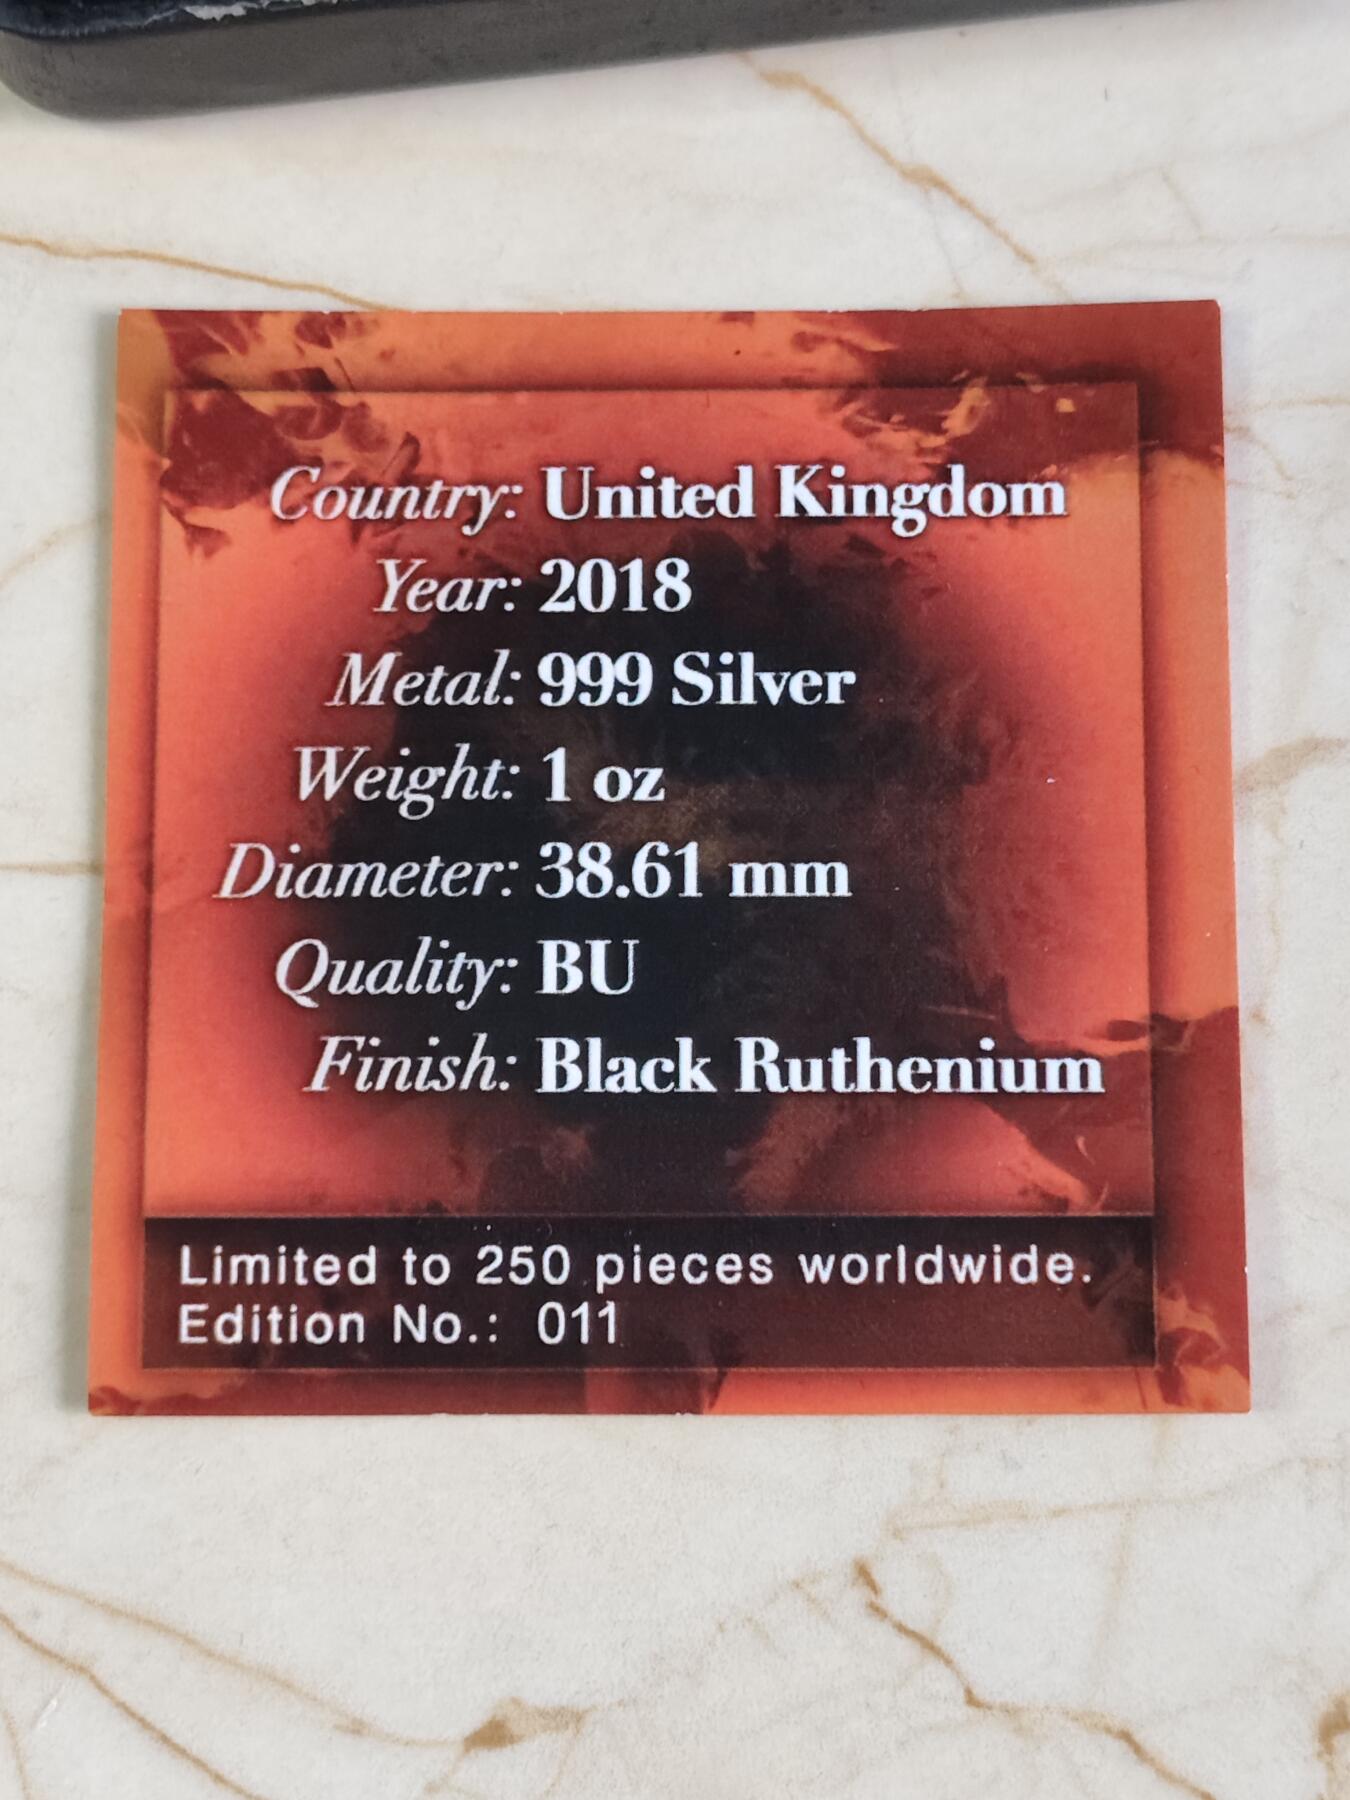 Country: United Kingdom
Year: 2018
Metal: 999 Silver
Weight: 1 oz
Diameter: 38.61 mm
Quality: BU
Finish: Black Ruthenium
Limited to 250 pieces worldwide.
Edition No.: 011